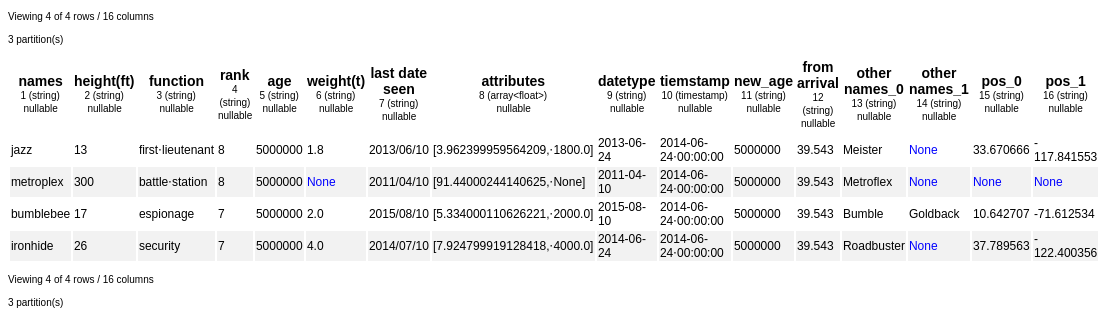 Viewing 4 of 4 rows / 16 columns
3 partition(s)
names height(ft) function rank age weight(t) last date seen attributes datetype tiemstamp new_age from arrival other names_0 other names_1 pos_0 pos_1
1 (string) nullable 2 (string) nullable 3 (string) nullable 4 (string) nullable 5 (string) nullable 6 (string) nullable 7 (string) nullable 8 (array<float>) nullable 9 (string) nullable 10 (timestamp) nullable 11 (string) nullable 12 (string) nullable 13 (string) nullable 14 (string) nullable 15 (string) nullable 16 (string) nullable
jazz 13 first·lieutenant 8 5000000 1.8 2013/06/10 [3.962399959564209,·1800.0] 2013-06-24 2014-06-24·00:00:00 5000000 39.543 Meister None 33.670666 -117.841553
metroplex 300 battle·station 8 5000000 None 2011/04/10 [91.44000244140625,·None] 2011-04-10 2014-06-24·00:00:00 5000000 39.543 Metroflex None None None
bumblebee 17 espionage 7 5000000 2.0 2015/08/10 [5.334000110626221,·2000.0] 2015-08-10 2014-06-24·00:00:00 5000000 39.543 Bumble Goldback 10.642707 -71.612534
ironhide 26 security 7 5000000 4.0 2014/07/10 [7.924799919128418,·4000.0] 2014-06-24 2014-06-24·00:00:00 5000000 39.543 Roadbuster None 37.789563 -122.400356
Viewing 4 of 4 rows / 16 columns
3 partition(s)